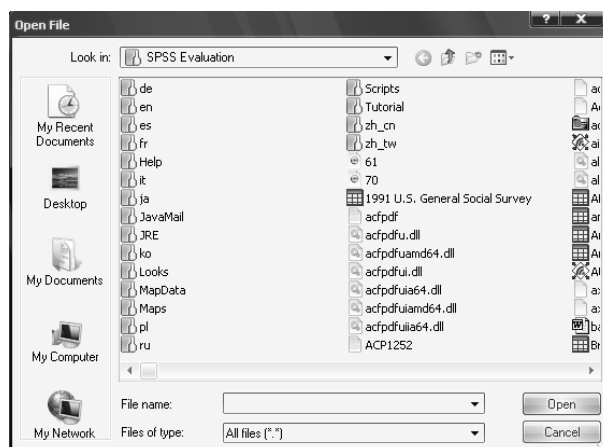 Open File
? X
Look in: SPSS Evaluation
My Recent Documents
Desktop
My Documents
My Computer
My Network
de
en
es
fr
Help
it
ja
JavaMail
JRE
ko
Looks
MapData
Maps
pl
ru
Scripts
Tutorial
zh_cn
zh_tw
61
70
1991 U.S. General Social Survey
acfpdf
acfpdfu.dll
acfpdfuamd64.dll
acfpdfui.dll
acfpdfuia64.dll
acfpdfuiamd64.dll
acfpdfuiia64.dll
ACP1252
File name:
Open
Files of type: All files (*.*)
Cancel